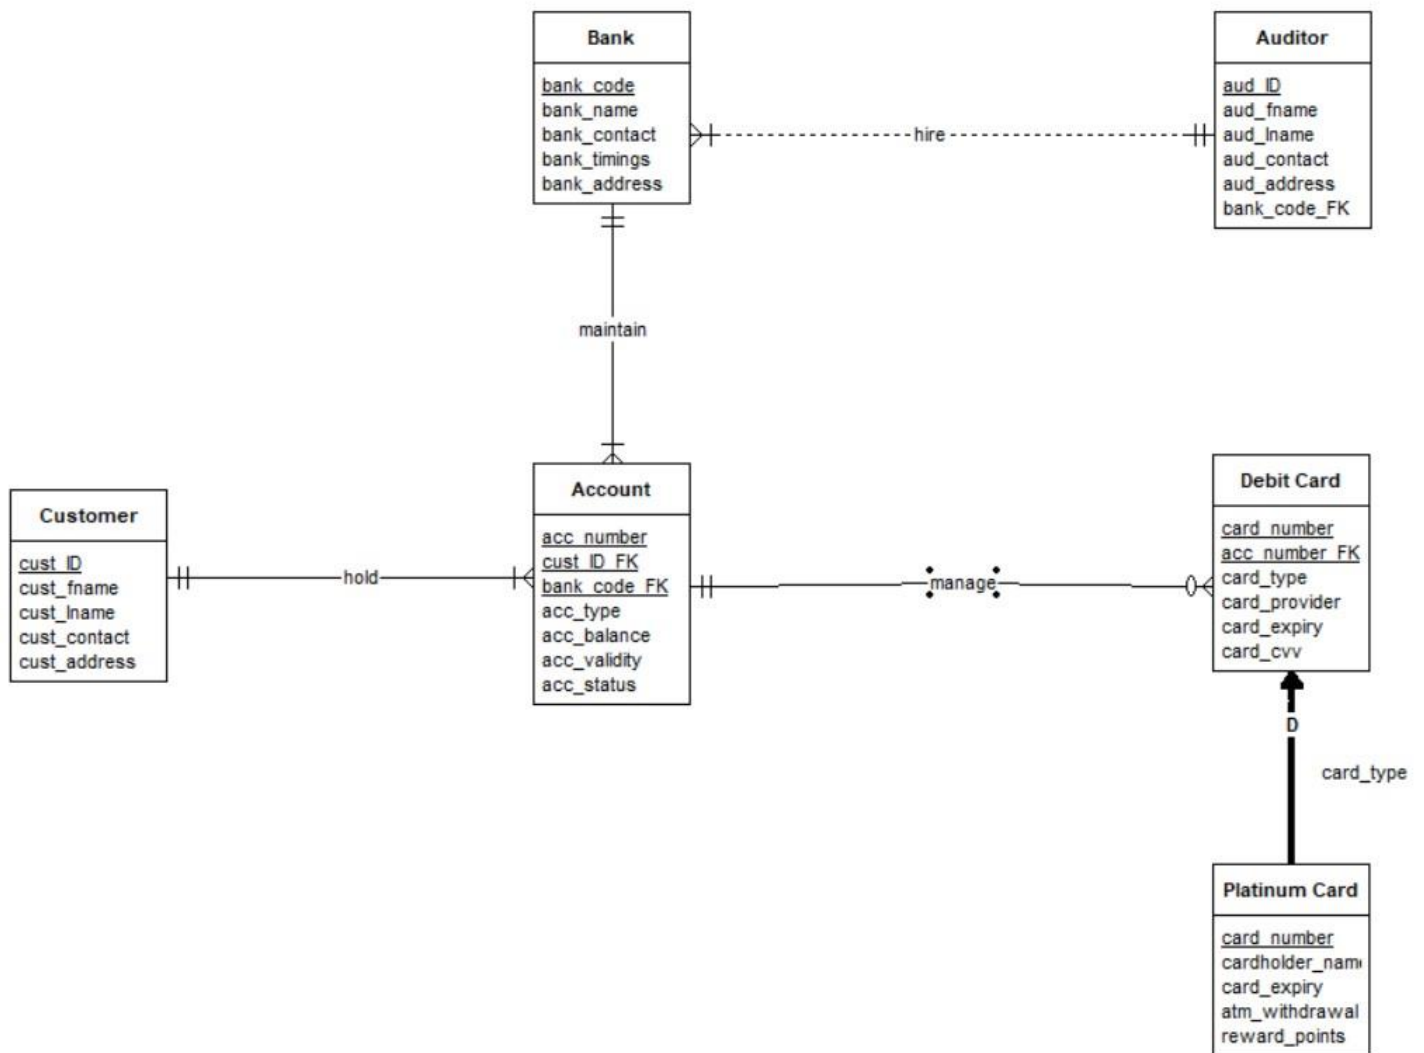 Bank
bank_code
bank_name
bank_contact
bank_timings
bank_address
hire
Auditor
aud_ID
aud_fname
aud_lname
aud_contact
aud_address
bank_code_FK
maintain
Customer
cust_ID
cust_fname
cust_lname
cust_contact
cust_address
hold
Account
acc_number
cust_ID_FK
bank_code_FK
acc_type
acc_balance
acc_validity
acc_status
manage
Debit Card
card_number
acc_number_FK
card_type
card_provider
card_expiry
card_cvv
D
card_type
Platinum Card
card_number
cardholder_nam
card_expiry
atm_withdrawal
reward_points